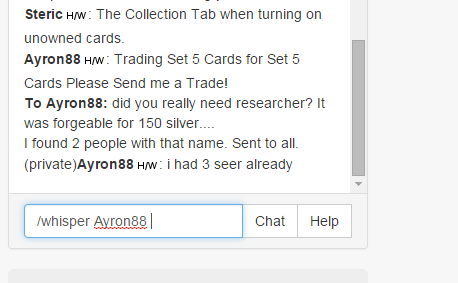 Steric H/W: The Collection Tab when turning on
unowned cards.
Ayron88 H/W: Trading Set 5 Cards for Set 5
Cards Please Send me a Trade!
To Ayron88: did you really need researcher? It
was forgeable for 150 silver....
I found 2 people with that name. Sent to all.
(private)Ayron88 H/W: i had 3 seer already
/whisper Ayron88
Chat
Help